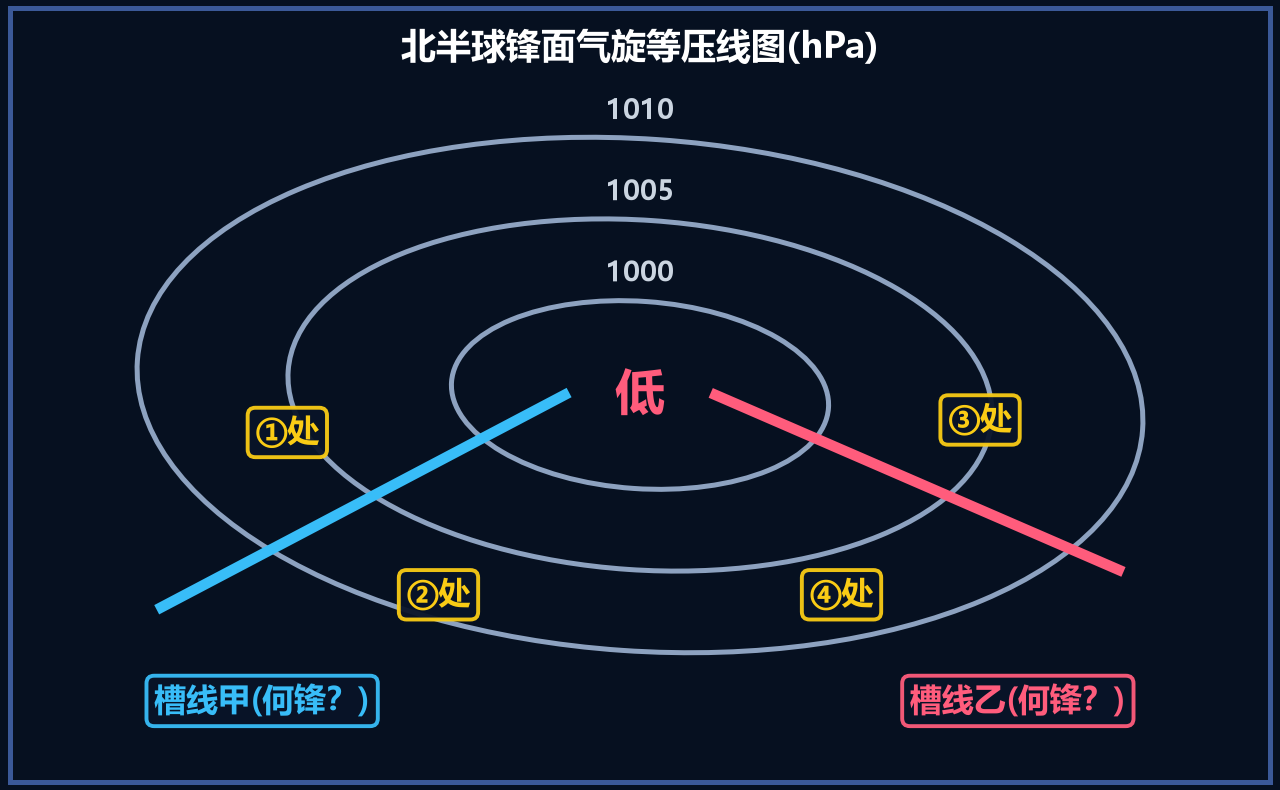 北半球锋面气旋等压线图(hPa)
1010
1005
1000
低
①处
③处
②处
④处
槽线甲(何锋？)
槽线乙(何锋？)